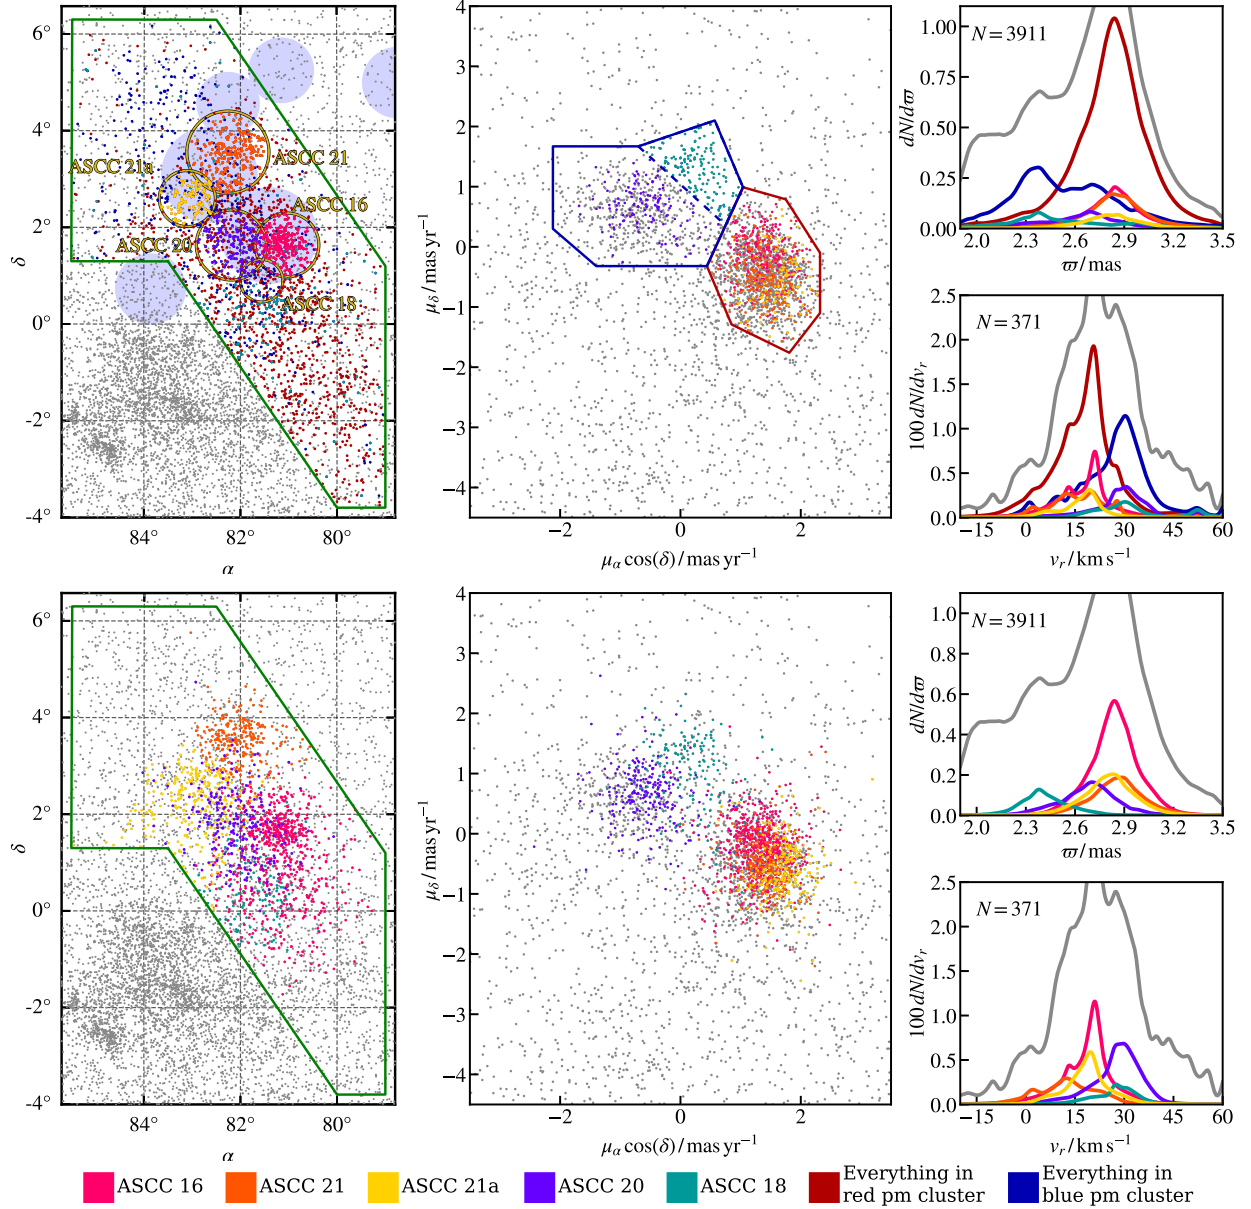 6°
4°
2°
0°
-2°
-4°
δ
84°
82°
80°
α
ASCC 21
ASCC 21a
ASCC 16
ASCC 20
ASCC 18
4
3
2
1
0
−1
−2
−3
−4
μδ / mas yr⁻¹
−2
0
2
μα cos(δ) / mas yr⁻¹
N = 3911
1.00
0.75
0.50
0.25
0.00
dN/dϖ
2.0
2.3
2.6
2.9
3.2
3.5
ϖ / mas
N = 371
2.5
2.0
1.5
1.0
0.5
0.0
100 dN/dvr
−15
0
15
30
45
60
vr / km s⁻¹
6°
4°
2°
0°
-2°
-4°
δ
84°
82°
80°
α
4
3
2
1
0
−1
−2
−3
−4
μδ / mas yr⁻¹
−2
0
2
μα cos(δ) / mas yr⁻¹
N = 3911
1.0
0.8
0.6
0.4
0.2
0.0
dN/dϖ
2.0
2.3
2.6
2.9
3.2
3.5
ϖ / mas
N = 371
2.5
2.0
1.5
1.0
0.5
0.0
100 dN/dvr
−15
0
15
30
45
60
vr / km s⁻¹
ASCC 16
ASCC 21
ASCC 21a
ASCC 20
ASCC 18
Everything in
red pm cluster
Everything in
blue pm cluster